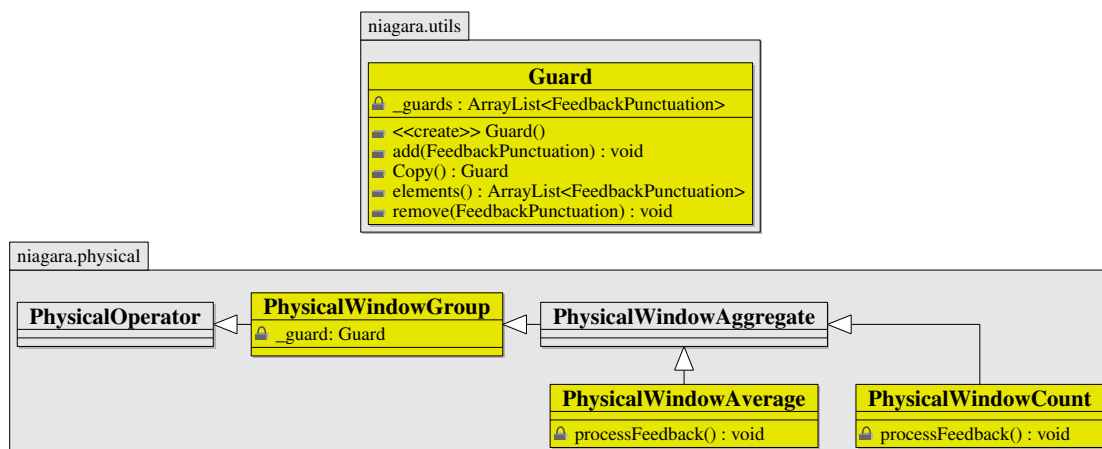 niagara.utils
Guard
_guards : ArrayList<FeedbackPunctuation>
<<create>> Guard()
add(FeedbackPunctuation) : void
Copy() : Guard
elements() : ArrayList<FeedbackPunctuation>
remove(FeedbackPunctuation) : void
niagara.physical
PhysicalOperator
PhysicalWindowGroup
_guard: Guard
PhysicalWindowAggregate
PhysicalWindowAverage
processFeedback() : void
PhysicalWindowCount
processFeedback() : void